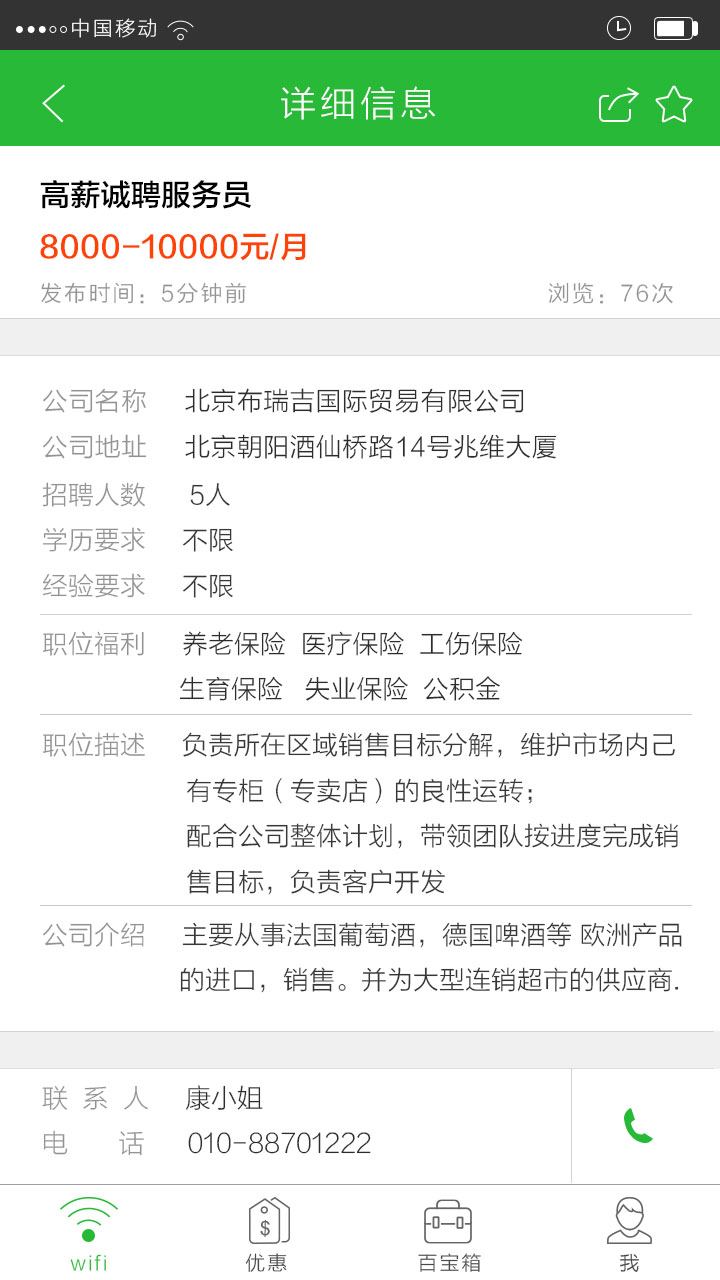 中国移动
详细信息
高薪诚聘服务员
8000-10000元/月
发布时间：5分钟前 浏览：76次
公司名称 北京布瑞吉国际贸易有限公司
公司地址 北京朝阳酒仙桥路14号兆维大厦
招聘人数 5人
学历要求 不限
经验要求 不限
职位福利 养老保险 医疗保险 工伤保险
生育保险 失业保险 公积金
职位描述 负责所在区域销售目标分解，维护市场内己
有专柜（专卖店）的良性运转；
配合公司整体计划，带领团队按进度完成销
售目标，负责客户开发
公司介绍 主要从事法国葡萄酒，德国啤酒等 欧洲产品
的进口，销售。并为大型连销超市的供应商.
联系人 康小姐
电话 010-88701222
wifi 优惠 百宝箱 我